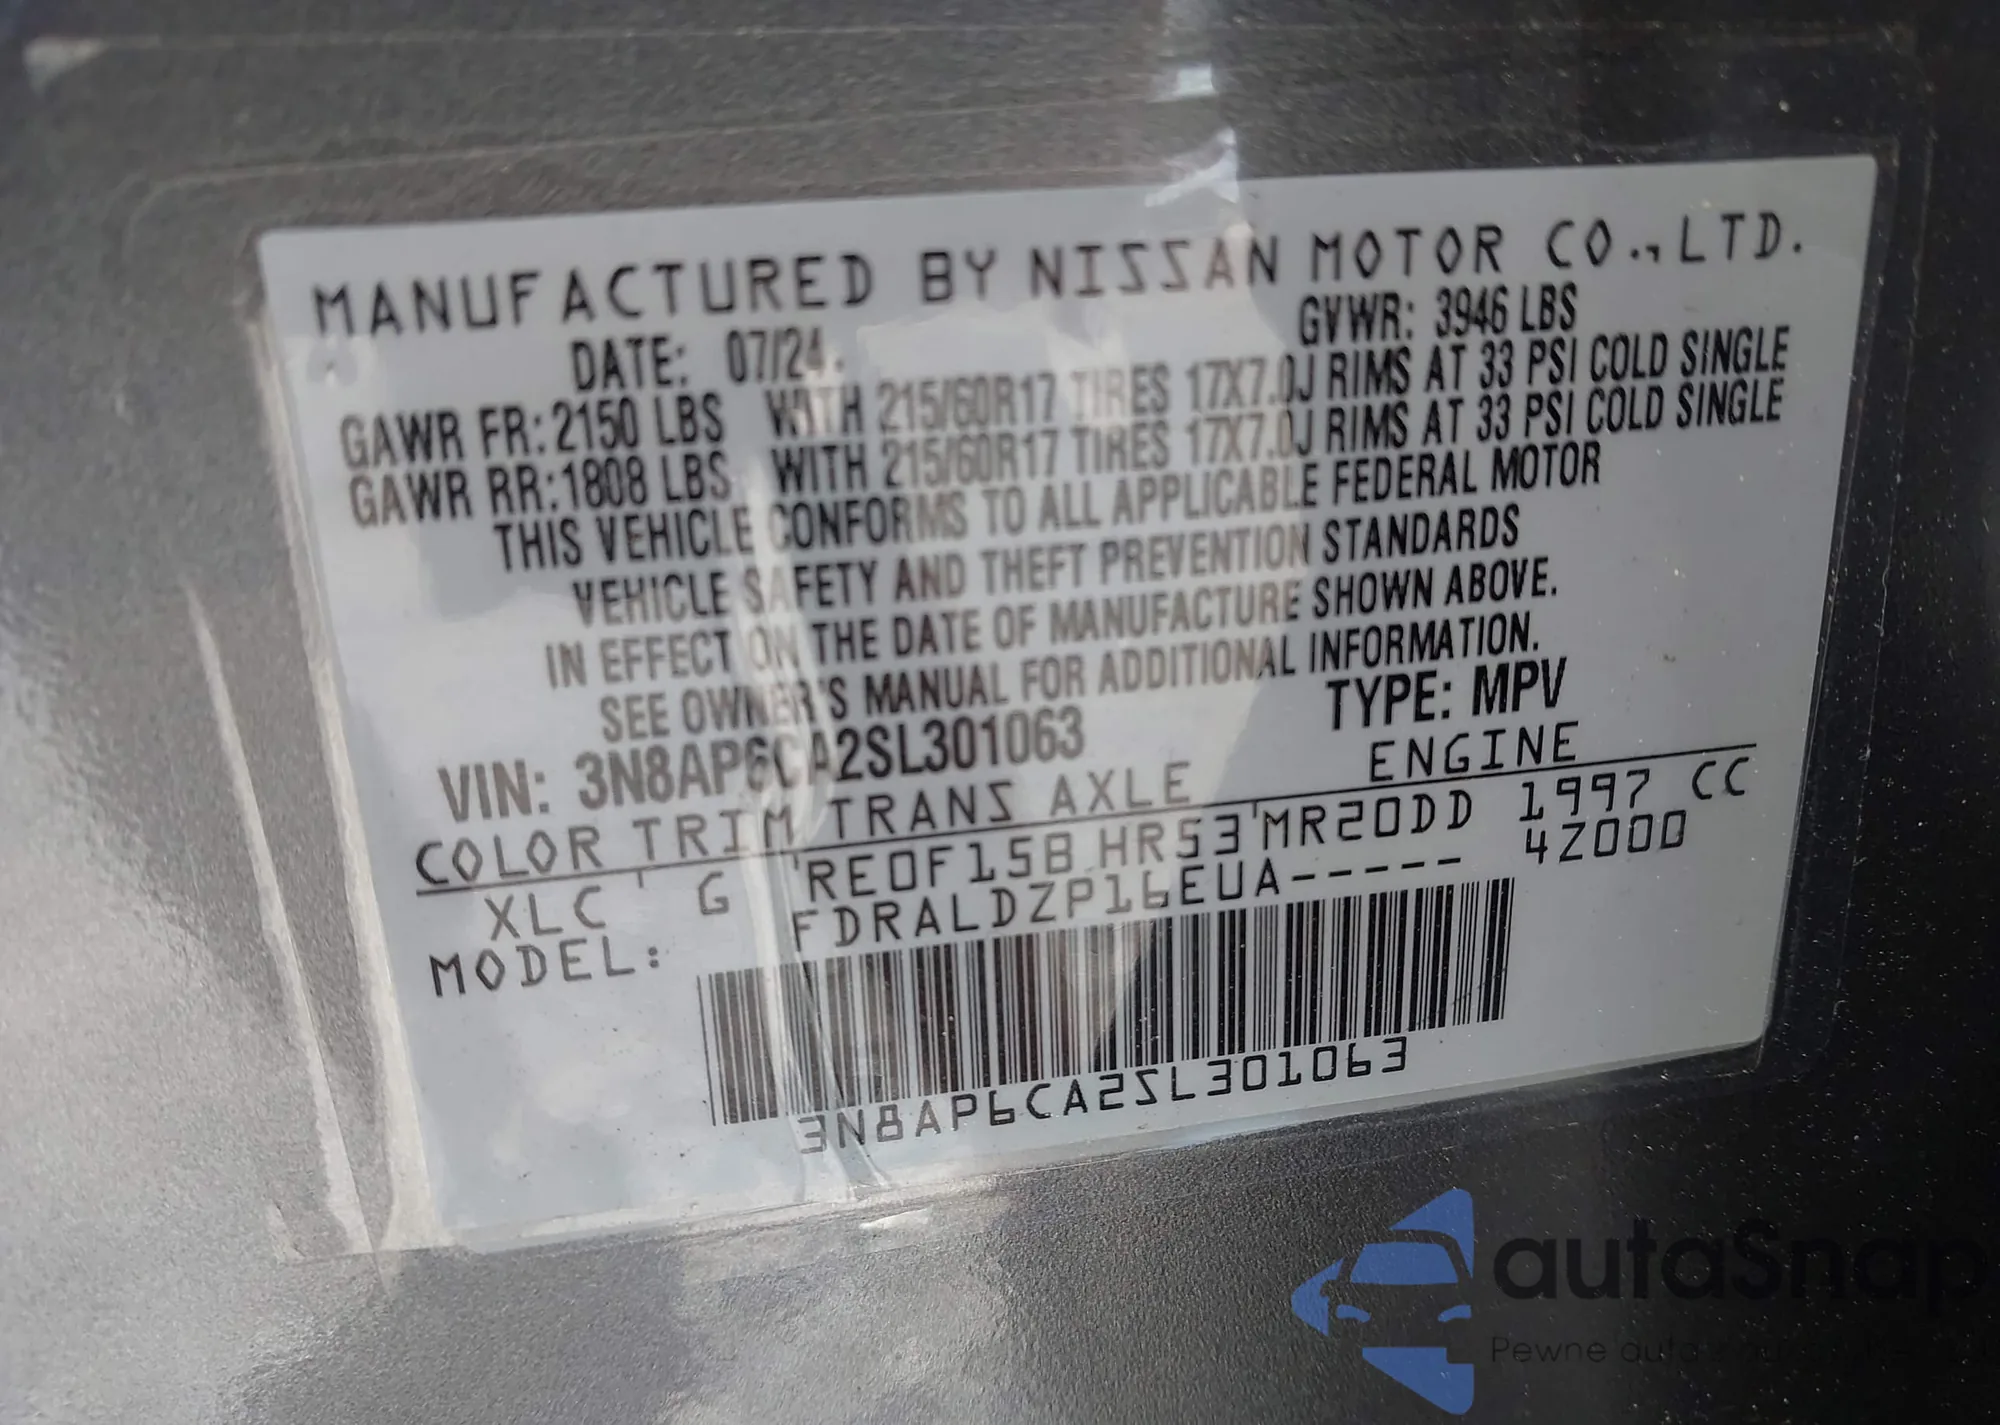 MANUFACTURED BY NISSAN MOTOR CO.,LTD.
DATE: 07/24 GVWR: 3946 LBS
GAWR FR:2150 LBS WITH 215/60R17 TIRES 17X7.0J RIMS AT 33 PSI COLD SINGLE
GAWR RR:1808 LBS WITH 215/60R17 TIRES 17X7.0J RIMS AT 33 PSI COLD SINGLE
THIS VEHICLE CONFORMS TO ALL APPLICABLE FEDERAL MOTOR
VEHICLE SAFETY AND THEFT PREVENTION STANDARDS
IN EFFECT ON THE DATE OF MANUFACTURE SHOWN ABOVE.
SEE OWNER'S MANUAL FOR ADDITIONAL INFORMATION.
VIN: 3N8AP6CA2SL301063 TYPE: MPV
COLOR TRIM TRANS AXLE ENGINE
XLC ' G 'RE0F15B HR53'MR20DD 1997 CC
MODEL: FDRALDZP16EUA----- 4Z000
3N8AP6CA2SL301063
autaSnap
Pewne auta